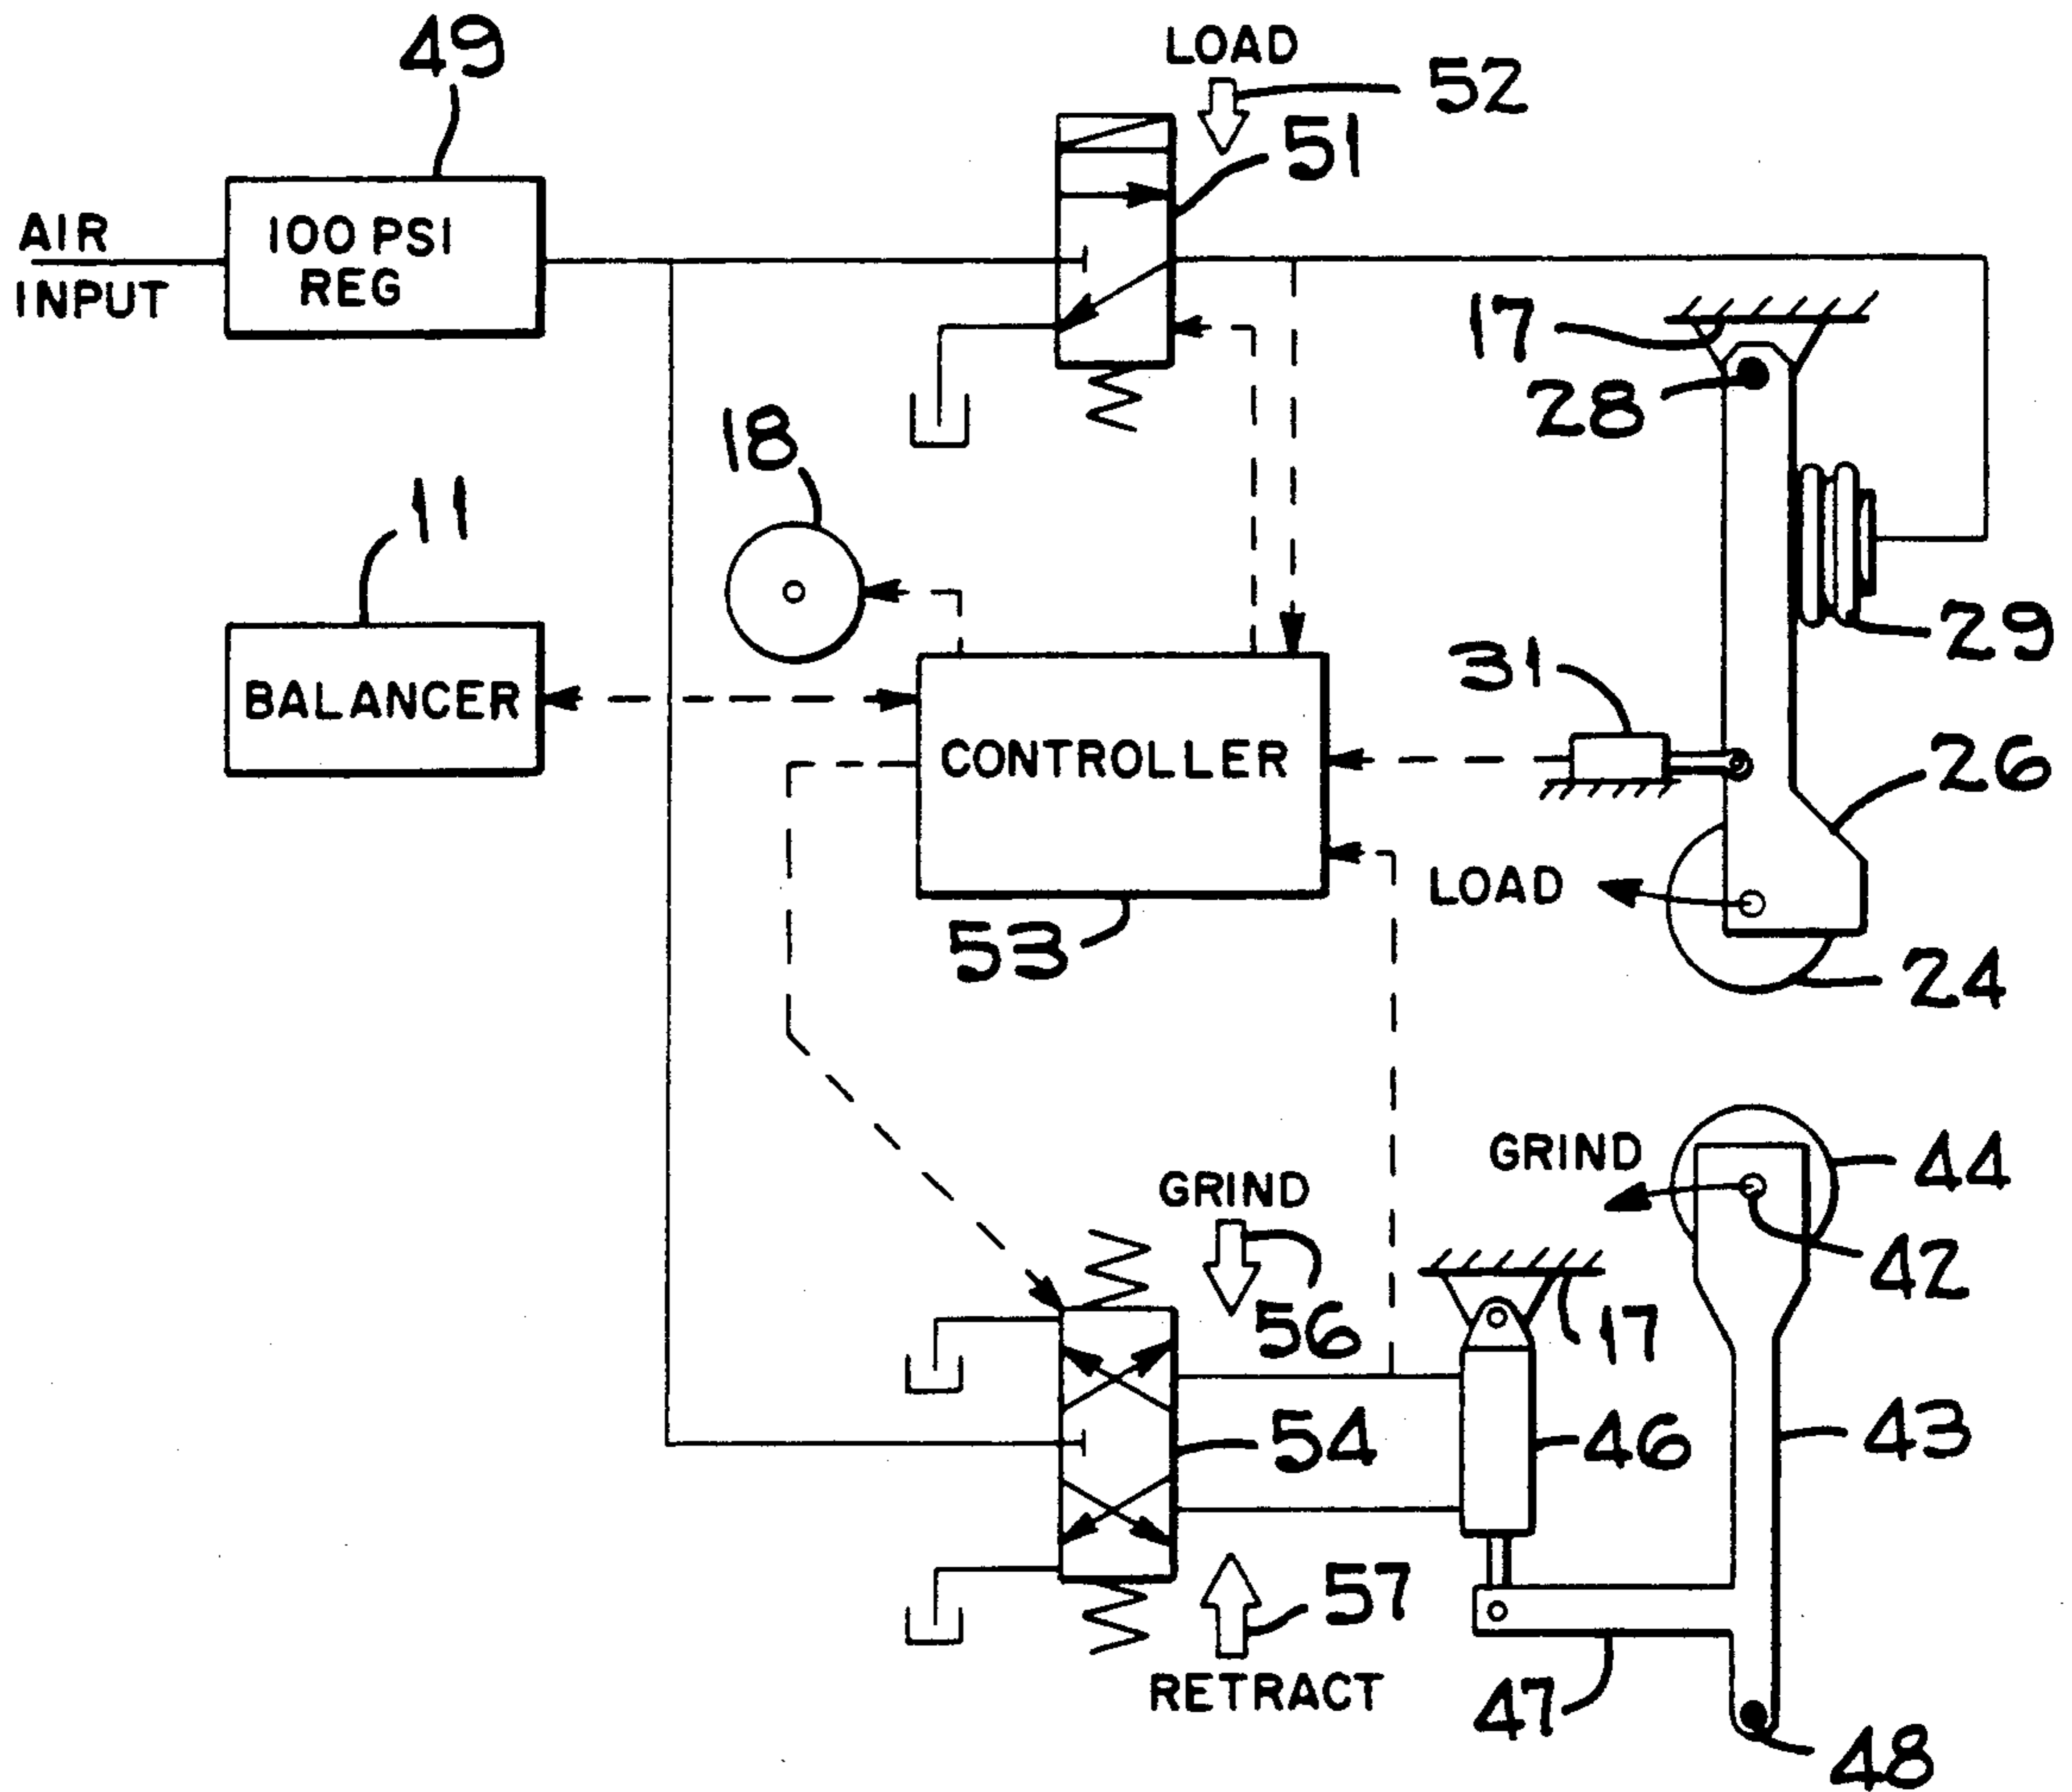 49
LOAD
52
51
AIR
INPUT
100 PSI
REG
17
28
18
11
29
31
BALANCER
CONTROLLER
26
LOAD
53
24
GRIND
44
GRIND
42
56
17
54
46
43
57
RETRACT
47
48